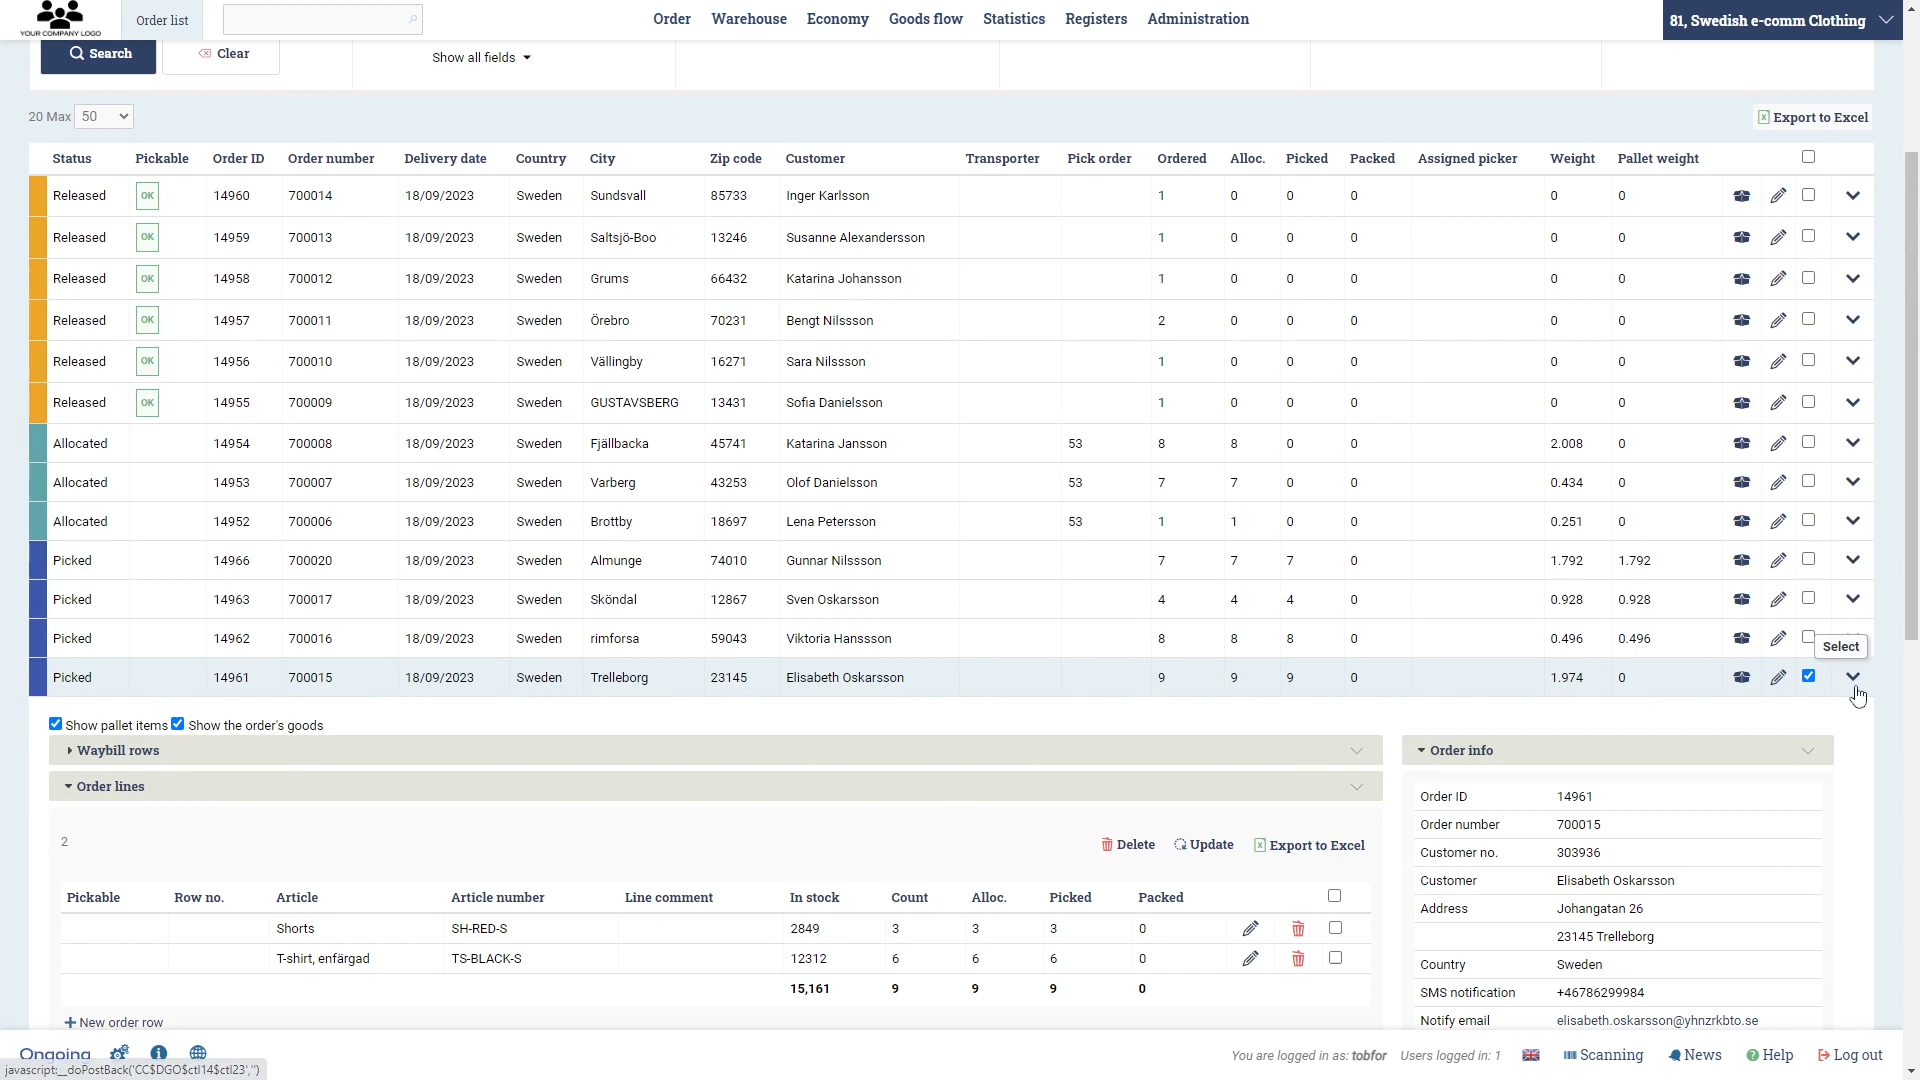 YOUR COMPANY LOGO Order list Order Warehouse Economy Goods flow Statistics Registers Administration 81, Swedish e-comm Clothing
Search Clear Show all fields
20 Max 50 Export to Excel
Status Pickable Order ID Order number Delivery date Country City Zip code Customer Transporter Pick order Ordered Alloc. Picked Packed Assigned picker Weight Pallet weight
Released OK 14960 700014 18/09/2023 Sweden Sundsvall 85733 Inger Karlsson 1 0 0 0 0 0
Released OK 14959 700013 18/09/2023 Sweden Saltsjö-Boo 13246 Susanne Alexandersson 1 0 0 0 0 0
Released OK 14958 700012 18/09/2023 Sweden Grums 66432 Katarina Johansson 1 0 0 0 0 0
Released OK 14957 700011 18/09/2023 Sweden Örebro 70231 Bengt Nilssson 2 0 0 0 0 0
Released OK 14956 700010 18/09/2023 Sweden Vällingby 16271 Sara Nilssson 1 0 0 0 0 0
Released OK 14955 700009 18/09/2023 Sweden GUSTAVSBERG 13431 Sofia Danielsson 1 0 0 0 0 0
Allocated 14954 700008 18/09/2023 Sweden Fjällbacka 45741 Katarina Jansson 53 8 8 0 0 2.008 0
Allocated 14953 700007 18/09/2023 Sweden Varberg 43253 Olof Danielsson 53 7 7 0 0 0.434 0
Allocated 14952 700006 18/09/2023 Sweden Brottby 18697 Lena Petersson 53 1 1 0 0 0.251 0
Picked 14966 700020 18/09/2023 Sweden Almunge 74010 Gunnar Nilssson 7 7 7 0 1.792 1.792
Picked 14963 700017 18/09/2023 Sweden Sköndal 12867 Sven Oskarsson 4 4 4 0 0.928 0.928
Picked 14962 700016 18/09/2023 Sweden rimforsa 59043 Viktoria Hanssson 8 8 8 0 0.496 0.496
Select
Picked 14961 700015 18/09/2023 Sweden Trelleborg 23145 Elisabeth Oskarsson 9 9 9 0 1.974 0
Show pallet items Show the order's goods
Waybill rows
Order lines
2 Delete Update Export to Excel
Pickable Row no. Article Article number Line comment In stock Count Alloc. Picked Packed
Shorts SH-RED-S 2849 3 3 3 0
T-shirt, enfärgad TS-BLACK-S 12312 6 6 6 0
15,161 9 9 9 0
New order row
Order info
Order ID 14961
Order number 700015
Customer no. 303936
Customer Elisabeth Oskarsson
Address Johangatan 26
23145 Trelleborg
Country Sweden
SMS notification +46786299984
Notify email elisabeth.oskarsson@yhnzrkbto.se
Ongoing You are logged in as: tobfor Users logged in: 1 Scanning News Help Log out
javascript:__doPostBack('CC$DGO$ctl14$ctl23','')